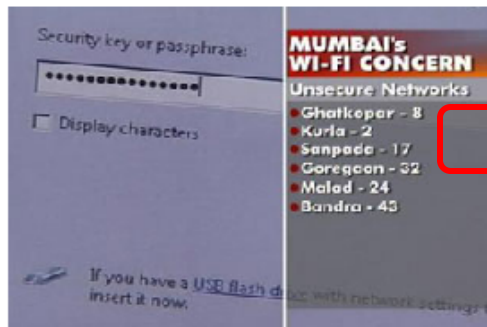 Security key or passphrase:
Display characters
If you have a USB flash drive with network settings
insert it now.
MUMBAI's
WI-FI CONCERN
Unsecure Networks
Ghatkopar - 8
Kurla - 2
Sanpada - 17
Goregaon - 32
Malad - 24
Bandra - 43